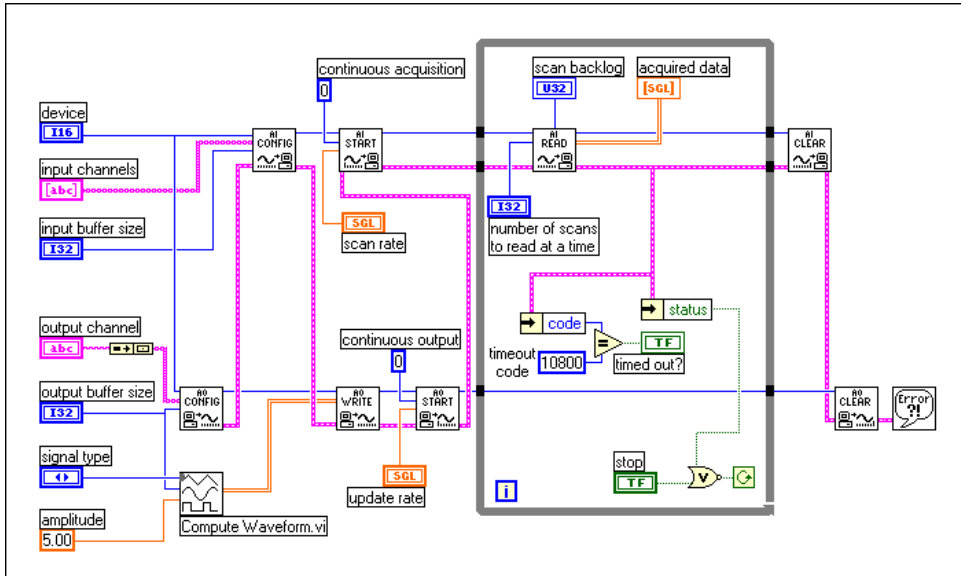 continuous acquisition
0
scan backlog
U32
acquired data
[SGL]
device
I16
AI
CONFIG
AI
START
AI
READ
AI
CLEAR
input channels
[abc]
input buffer size
I32
SGL
scan rate
I32
number of scans
to read at a time
output channel
abc
continuous output
0
code
status
timeout
code
10800
=
TF
timed out?
output buffer size
I32
AO
CONFIG
AO
WRITE
AO
START
AO
CLEAR
Error
?!
signal type
stop
TF
V
SGL
update rate
i
amplitude
5.00
Compute Waveform.vi